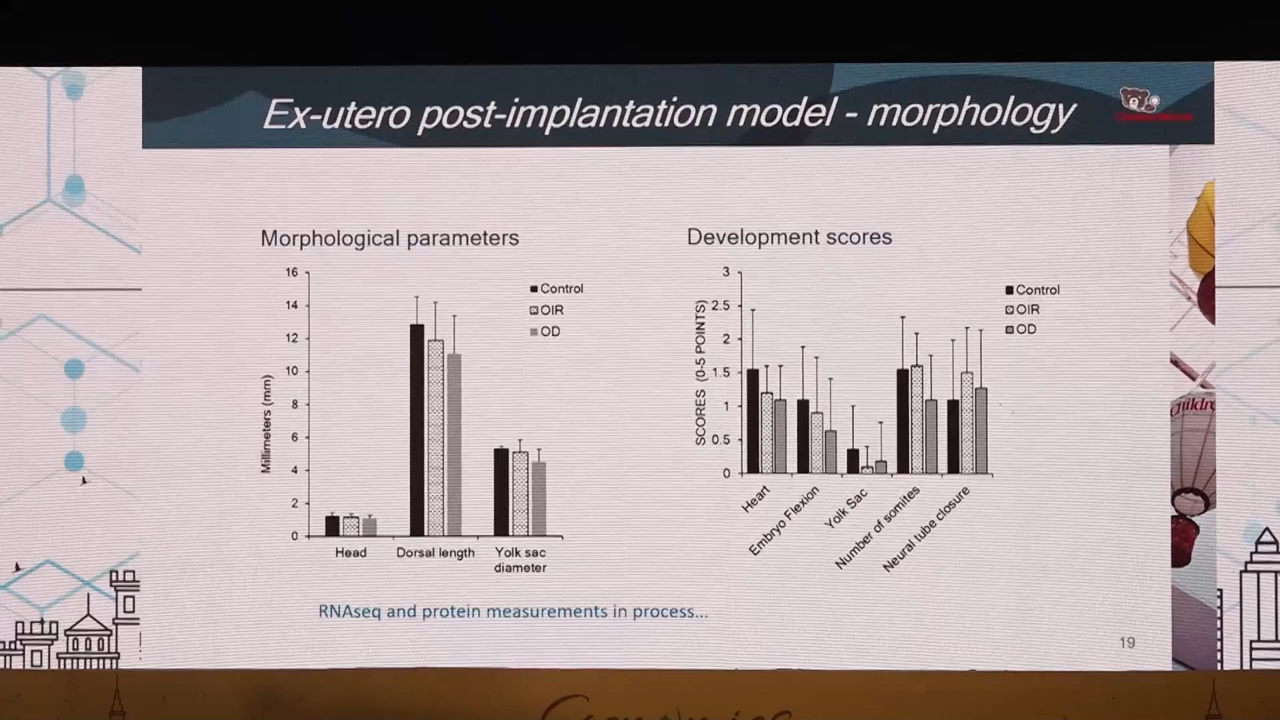 Ex-utero post-implantation model - morphology
Morphological parameters
16
14
12
10
8
6
4
2
0
Millimeters (mm)
Control
OIR
OD
Head
Dorsal length
Yolk sac
diameter
Development scores
3
2.5
2
1.5
1
0.5
0
SCORES (0-5 POINTS)
Control
OIR
OD
Heart
Embryo Flexion
Yolk Sac
Number of somites
Neural tube closure
RNAseq and protein measurements in process...
19